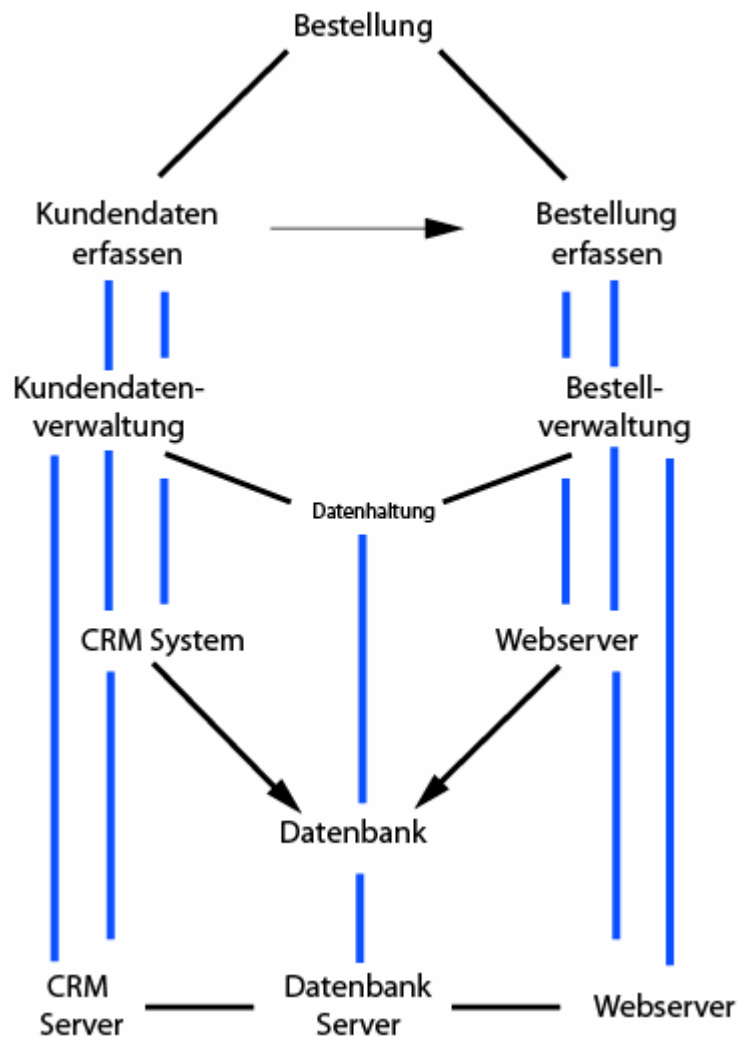 Bestellung
Kundendaten
erfassen
Bestellung
erfassen
Kundendaten-
verwaltung
Bestell-
verwaltung
Datenhaltung
CRM System
Webserver
Datenbank
CRM
Server
Datenbank
Server
Webserver